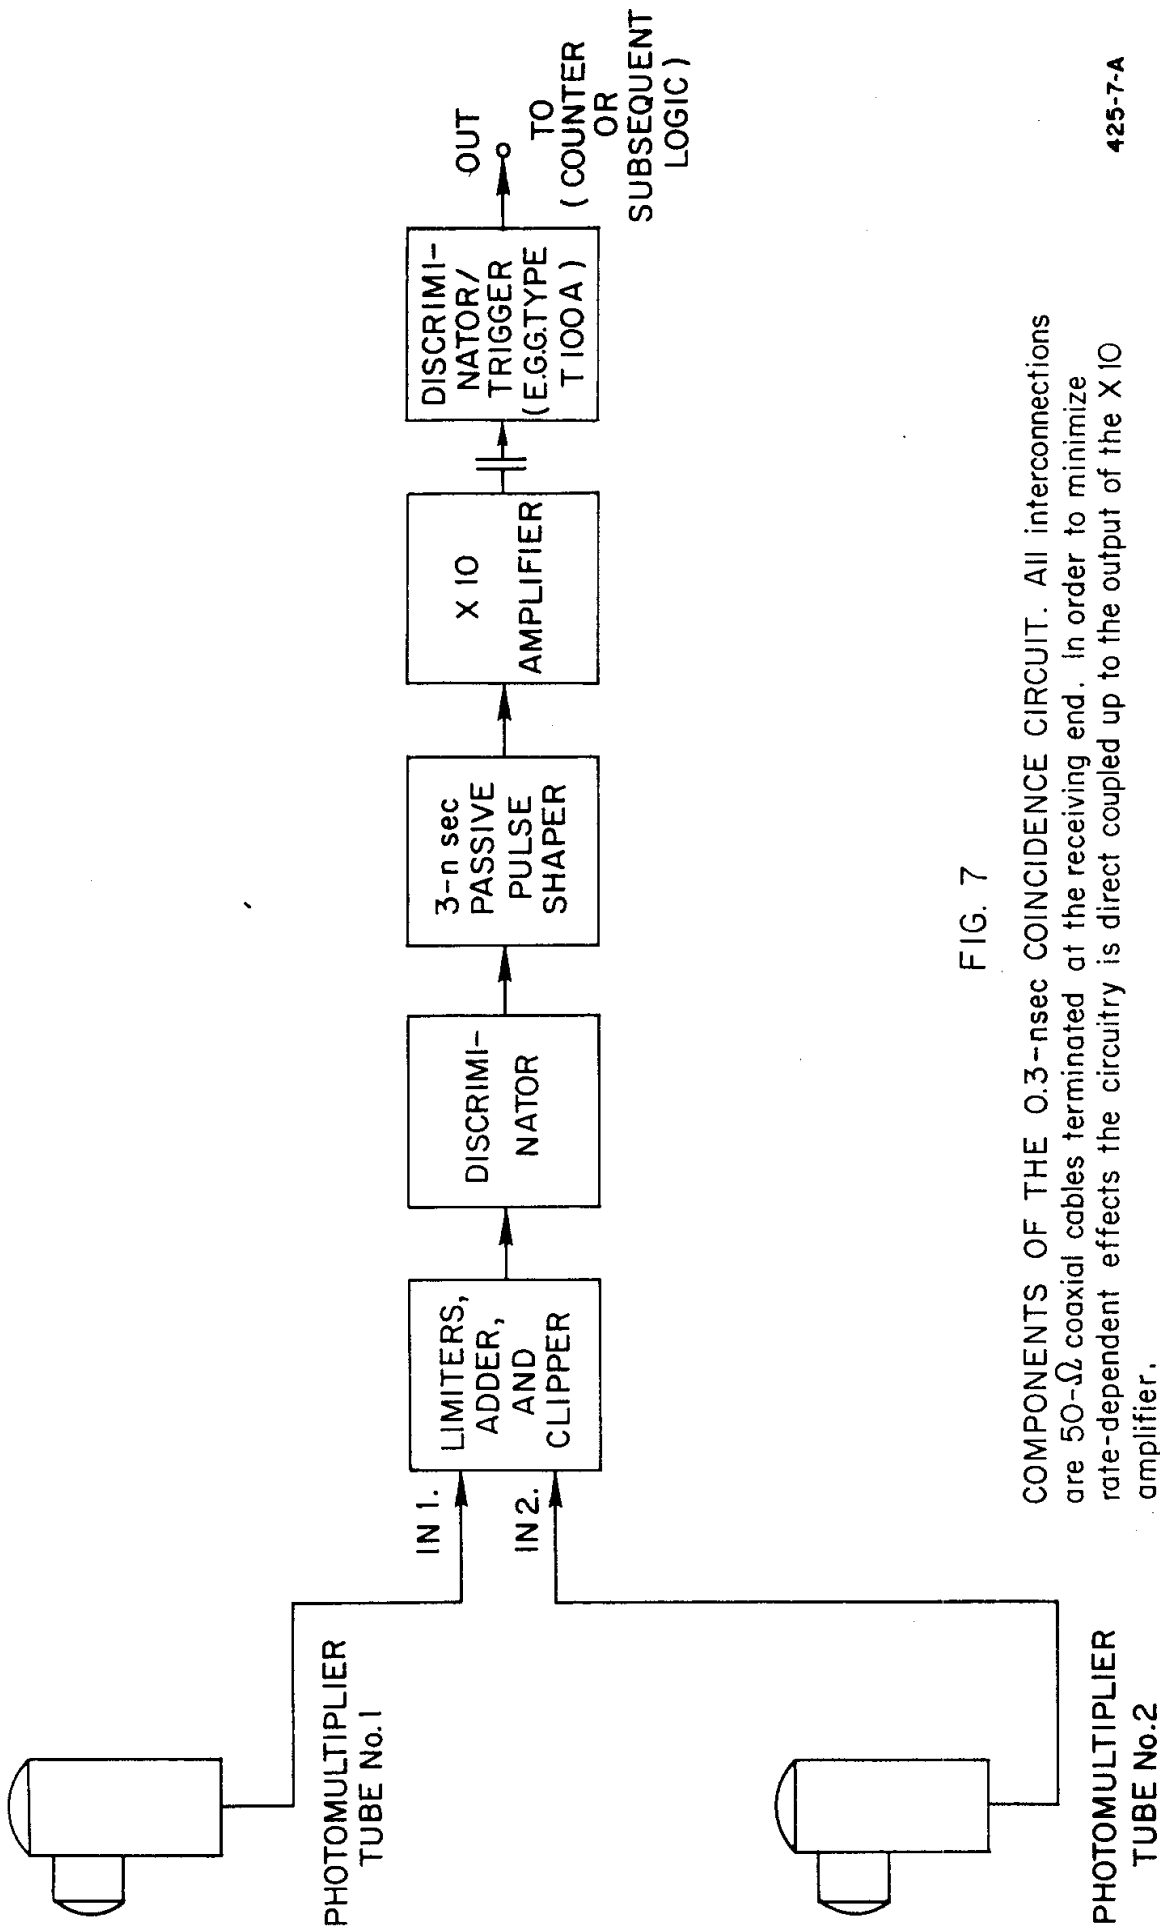 PHOTOMULTIPLIER
TUBE No.1
PHOTOMULTIPLIER
TUBE No.2
IN 1.
IN 2.
LIMITERS,
ADDER,
AND
CLIPPER
DISCRIMI-
NATOR
3-n sec
PASSIVE
PULSE
SHAPER
X 10
AMPLIFIER
DISCRIMI-
NATOR/
TRIGGER
(E.G.G.TYPE
T100A)
OUT
TO
(COUNTER
OR
SUBSEQUENT
LOGIC)
FIG. 7
COMPONENTS OF THE 0.3-nsec COINCIDENCE CIRCUIT. All interconnections
are 50-Ω coaxial cables terminated at the receiving end. In order to minimize
rate-dependent effects the circuitry is direct coupled up to the output of the X 10
amplifier.
425-7-A